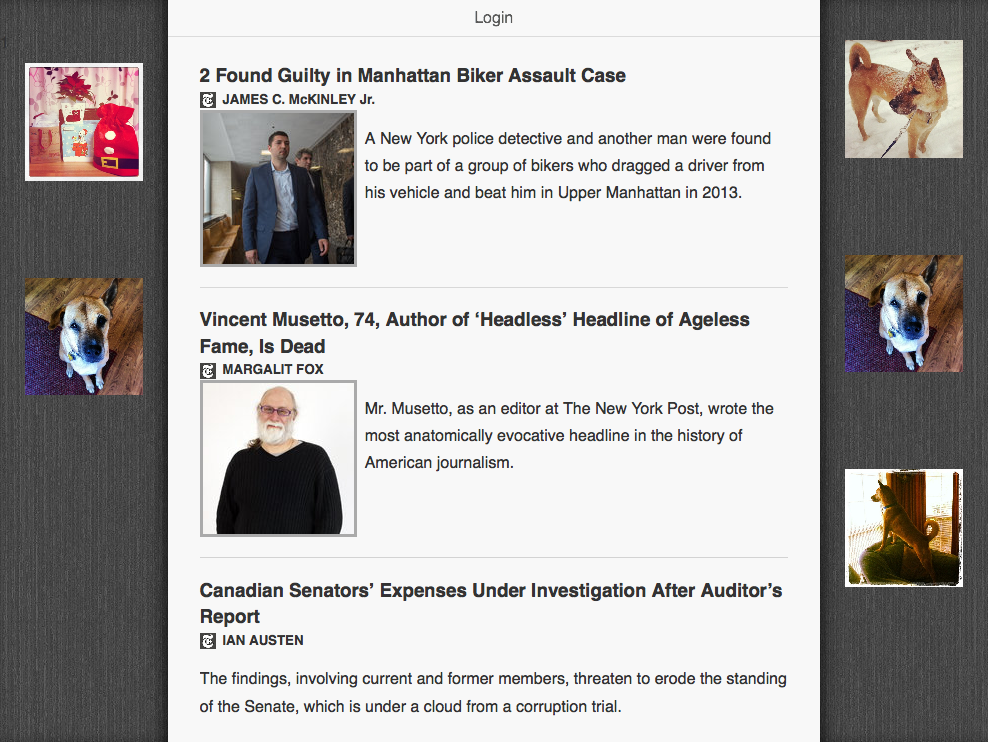 Login
2 Found Guilty in Manhattan Biker Assault Case
JAMES C. McKINLEY Jr.
A New York police detective and another man were found
to be part of a group of bikers who dragged a driver from
his vehicle and beat him in Upper Manhattan in 2013.
Vincent Musetto, 74, Author of ‘Headless’ Headline of Ageless
Fame, Is Dead
MARGALIT FOX
Mr. Musetto, as an editor at The New York Post, wrote the
most anatomically evocative headline in the history of
American journalism.
Canadian Senators’ Expenses Under Investigation After Auditor’s
Report
IAN AUSTEN
The findings, involving current and former members, threaten to erode the standing
of the Senate, which is under a cloud from a corruption trial.